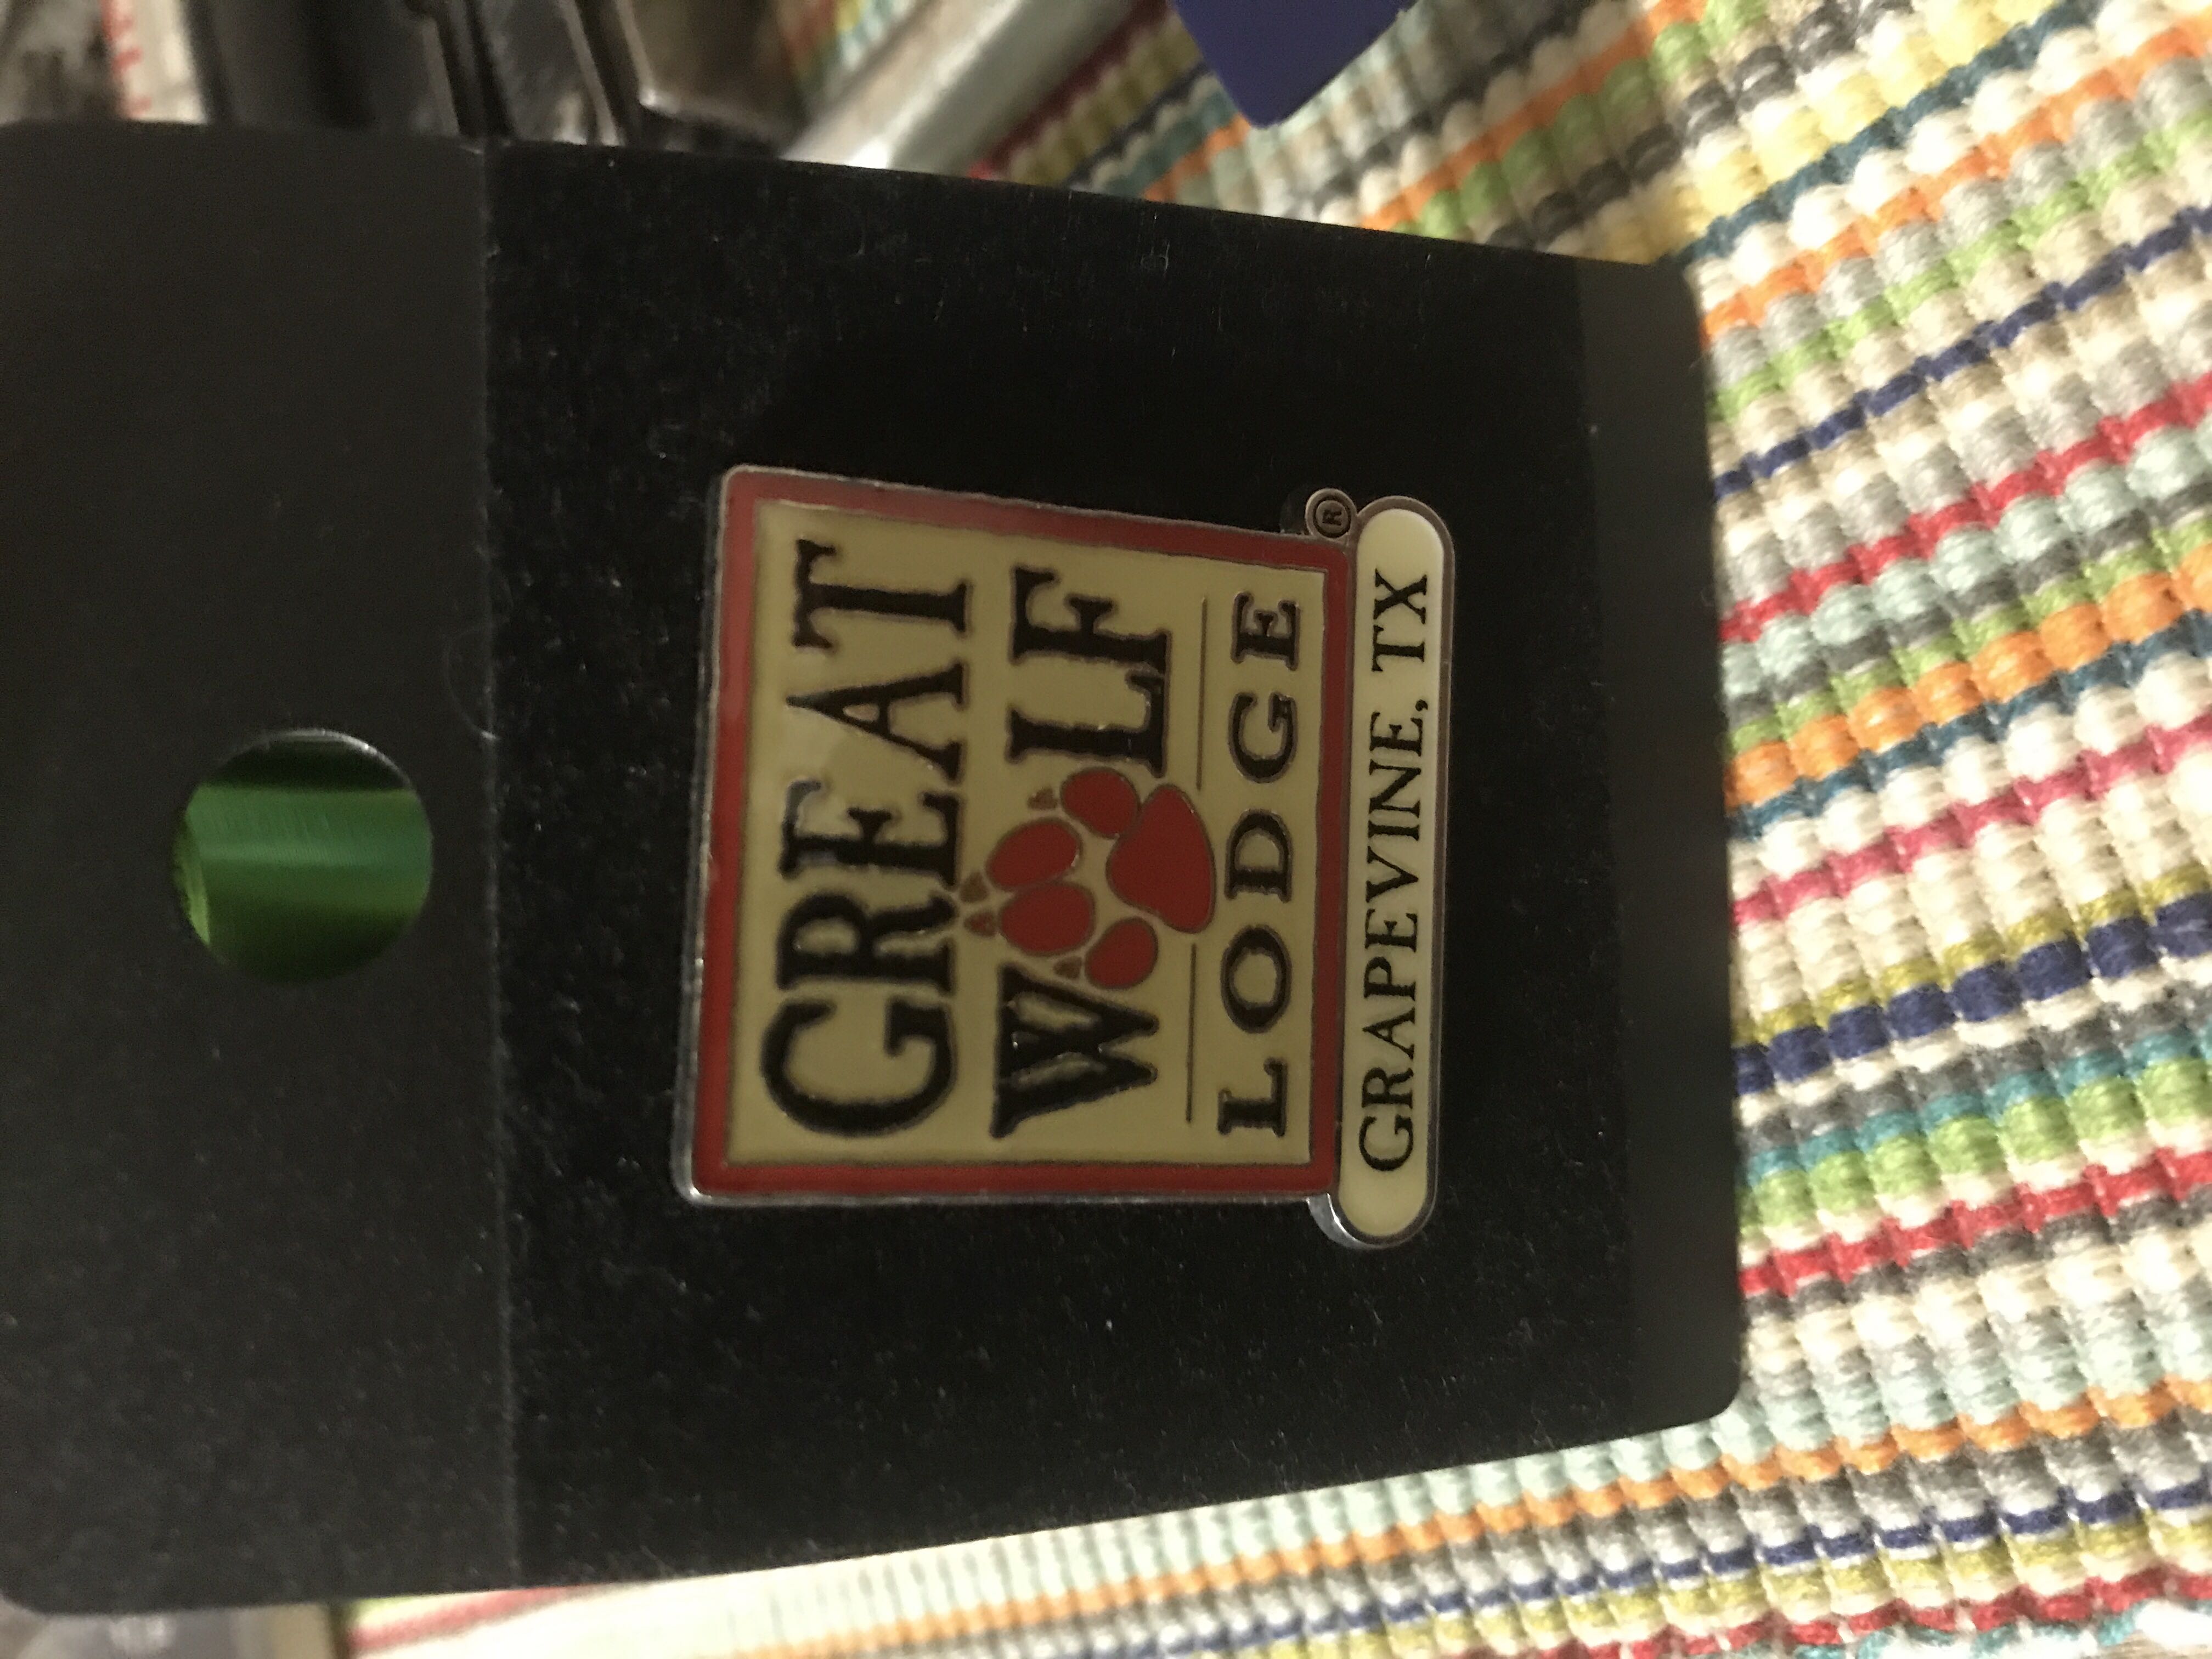 GREAT
WOLF
LODGE
®
GRAPEVINE, TX